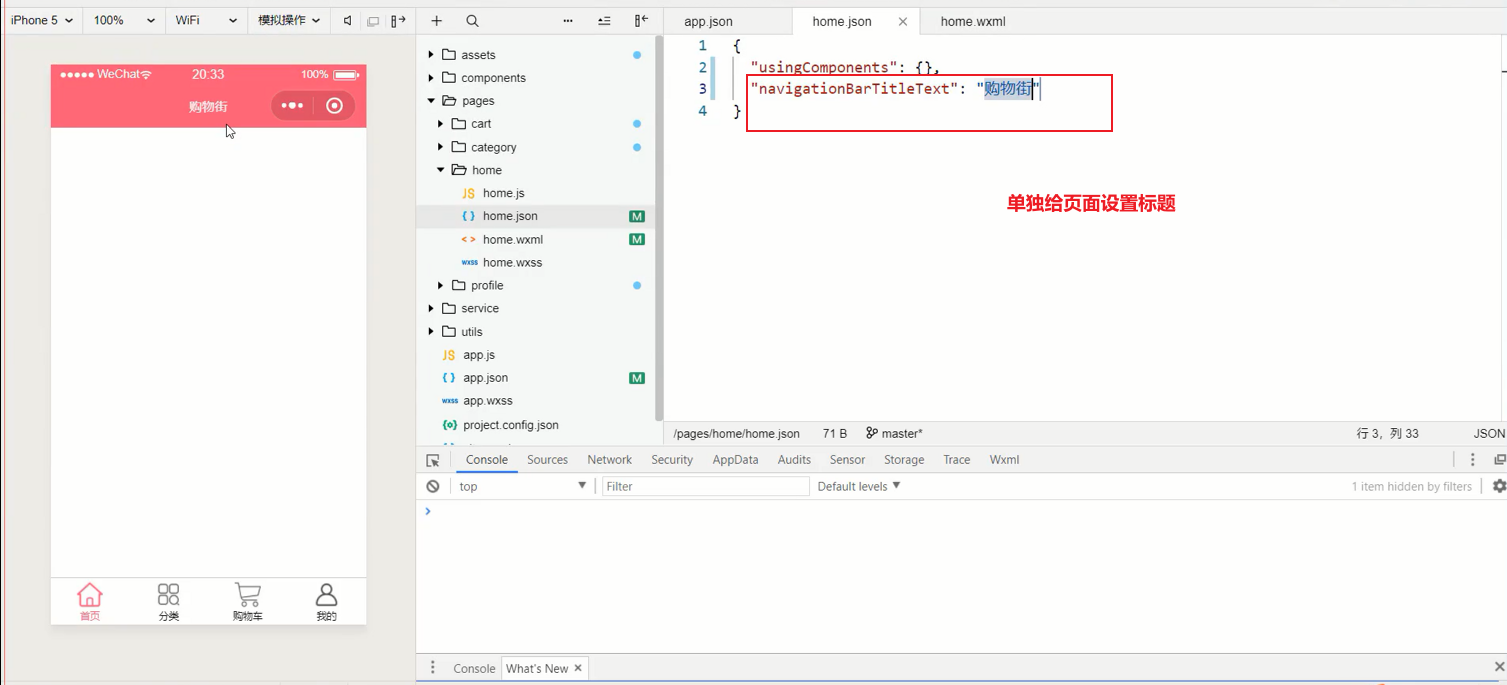 iPhone 5 100% WiFi 模拟操作
●●●●● WeChat 20:33 100%
购物街
首页 分类 购物车 我的
assets
components
pages
cart
category
home
JS home.js
{ } home.json M
< > home.wxml M
wxss home.wxss
profile
service
utils
JS app.js
{ } app.json M
wxss app.wxss
{o} project.config.json
app.json home.json × home.wxml
1 {
2 "usingComponents": {},
3 "navigationBarTitleText": "购物街"
4 }
单独给页面设置标题
/pages/home/home.json 71 B master* 行 3，列 33 JSON
Console Sources Network Security AppData Audits Sensor Storage Trace Wxml
top Filter Default levels 1 item hidden by filters
Console What's New ×